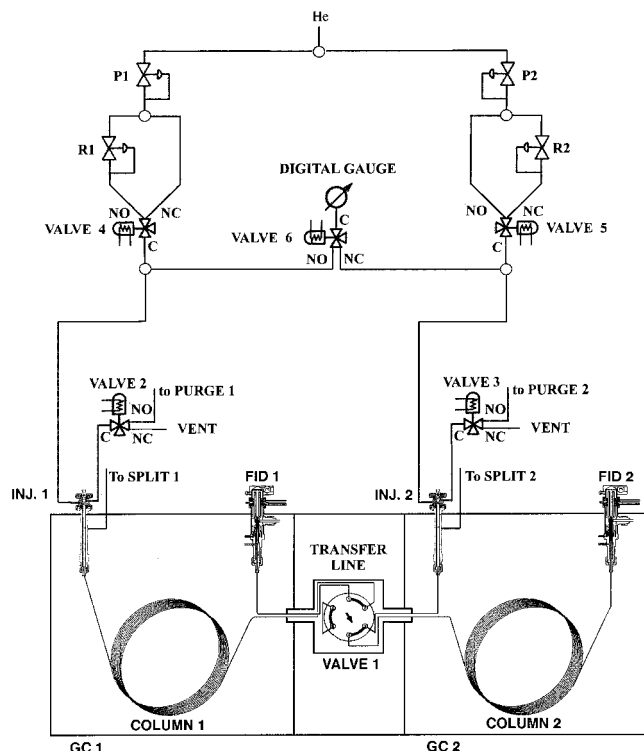 He
P1
P2
R1
R2
DIGITAL GAUGE
NO
NC
C
NO
NC
VALVE 4
VALVE 6
VALVE 5
C
C
NO
NC
VALVE 2
to PURGE 1
VALVE 3
to PURGE 2
NO
NO
C
NC
VENT
C
NC
VENT
To SPLIT 1
To SPLIT 2
INJ. 1
FID 1
INJ. 2
FID 2
TRANSFER
LINE
VALVE 1
COLUMN 1
COLUMN 2
GC 1
GC 2